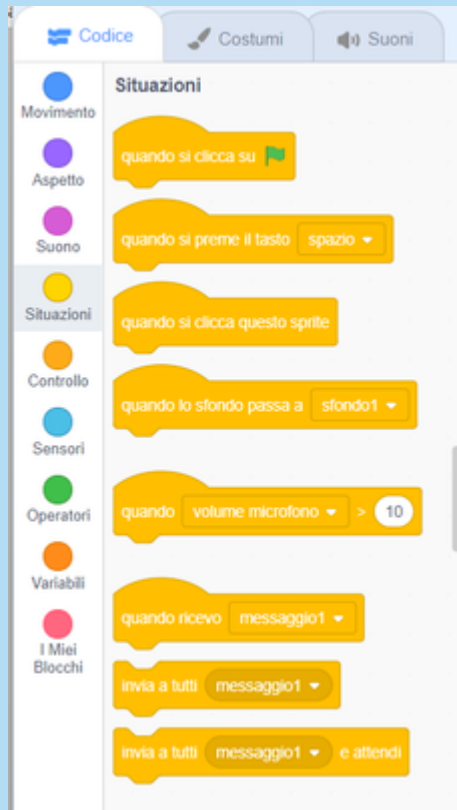 Codice Costumi Suoni
Movimento
Aspetto
Suono
Situazioni
Controllo
Sensori
Operatori
Variabili
I Miei
Blocchi
Situazioni
quando si clicca su
quando si preme il tasto spazio
quando si clicca questo sprite
quando lo sfondo passa a sfondo1
quando volume microfono > 10
quando ricevo messaggio1
invia a tutti messaggio1
invia a tutti messaggio1 e attendi